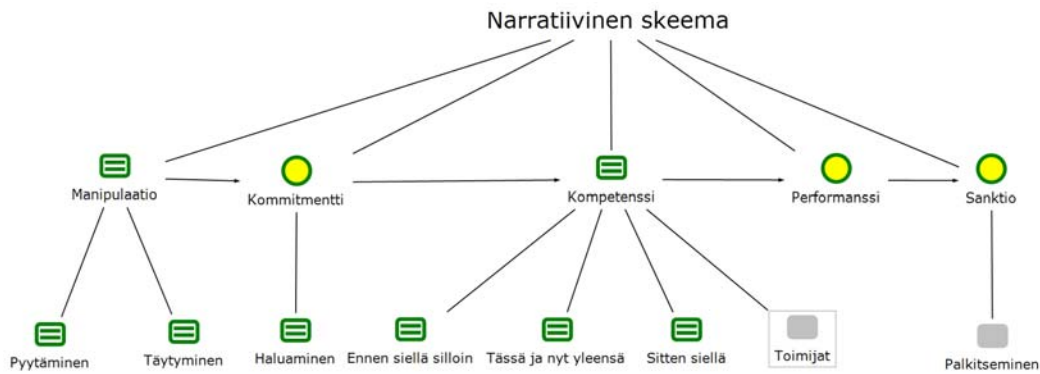 Narratiivinen skeema
Manipulaatio
Kommitmentti
Kompetenssi
Performanssi
Sanktio
Pyytäminen
Täytyminen
Haluaminen
Ennen siellä silloin
Tässä ja nyt yleensä
Sitten siellä
Toimijat
Palkitseminen